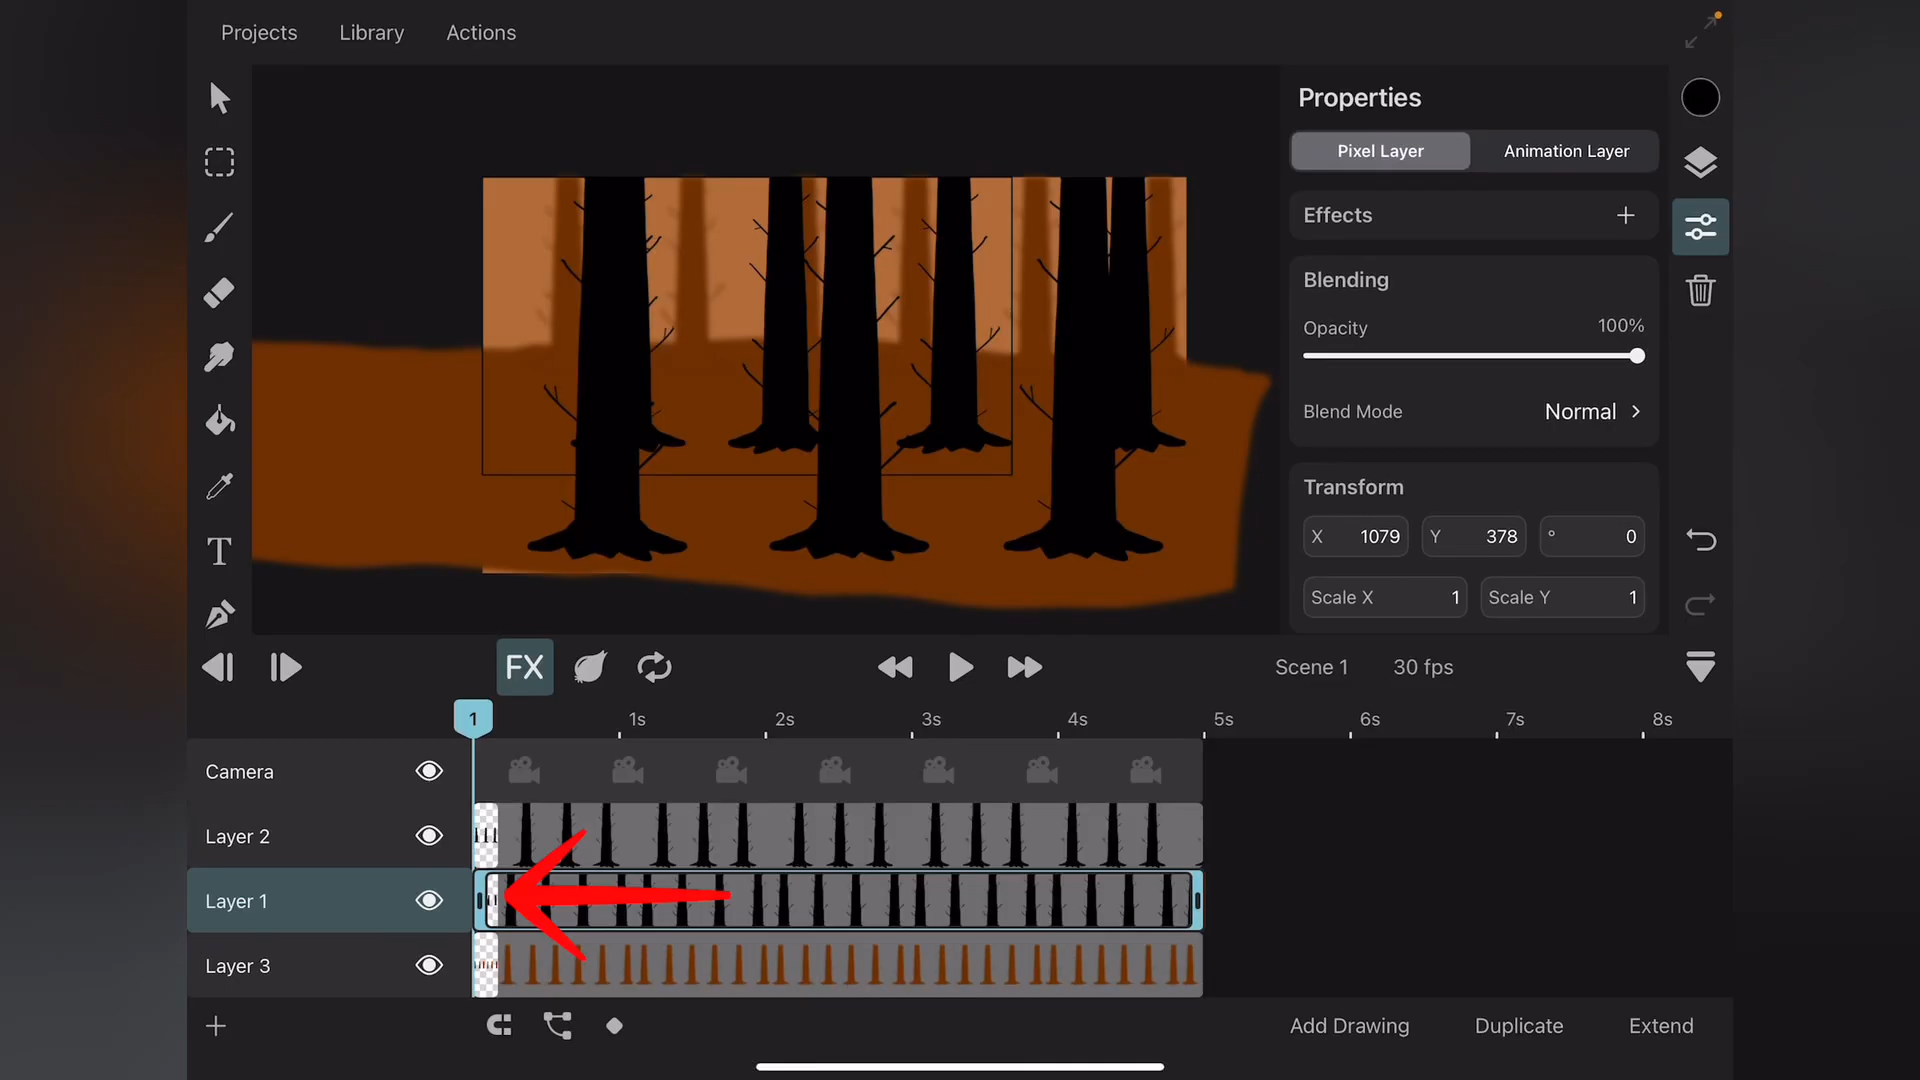 Projects Library Actions
Properties
Pixel Layer Animation Layer
Effects +
Blending
Opacity 100%
Blend Mode Normal >
Transform
X 1079 Y 378 ° 0
Scale X 1 Scale Y 1
T
FX Scene 1 30 fps
1 1s 2s 3s 4s 5s 6s 7s 8s
Camera
Layer 2
Layer 1
Layer 3
+ Add Drawing Duplicate Extend